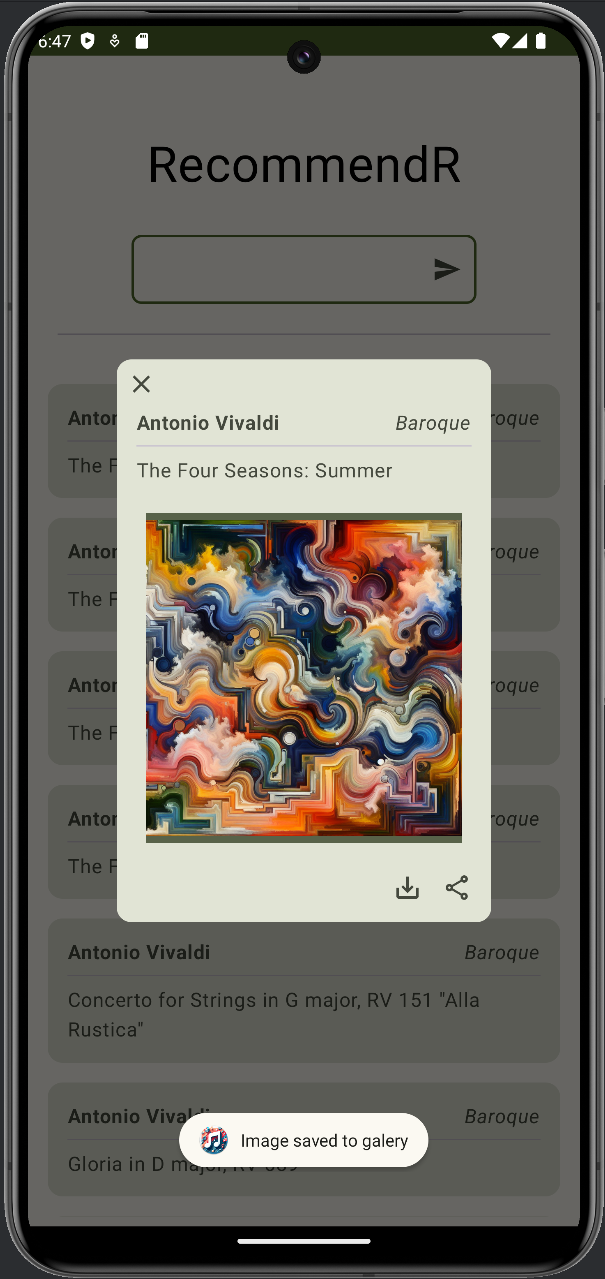 6:47
RecommendR
Anton
roque
The F
Antonio Vivaldi
Baroque
The Four Seasons: Summer
Anton
roque
The F
Anton
roque
The F
Anton
roque
The F
Antonio Vivaldi
Baroque
Concerto for Strings in G major, RV 151 "Alla
Rustica"
Antonio Vivaldi
Baroque
Image saved to galery
Gloria in D major, RV 589